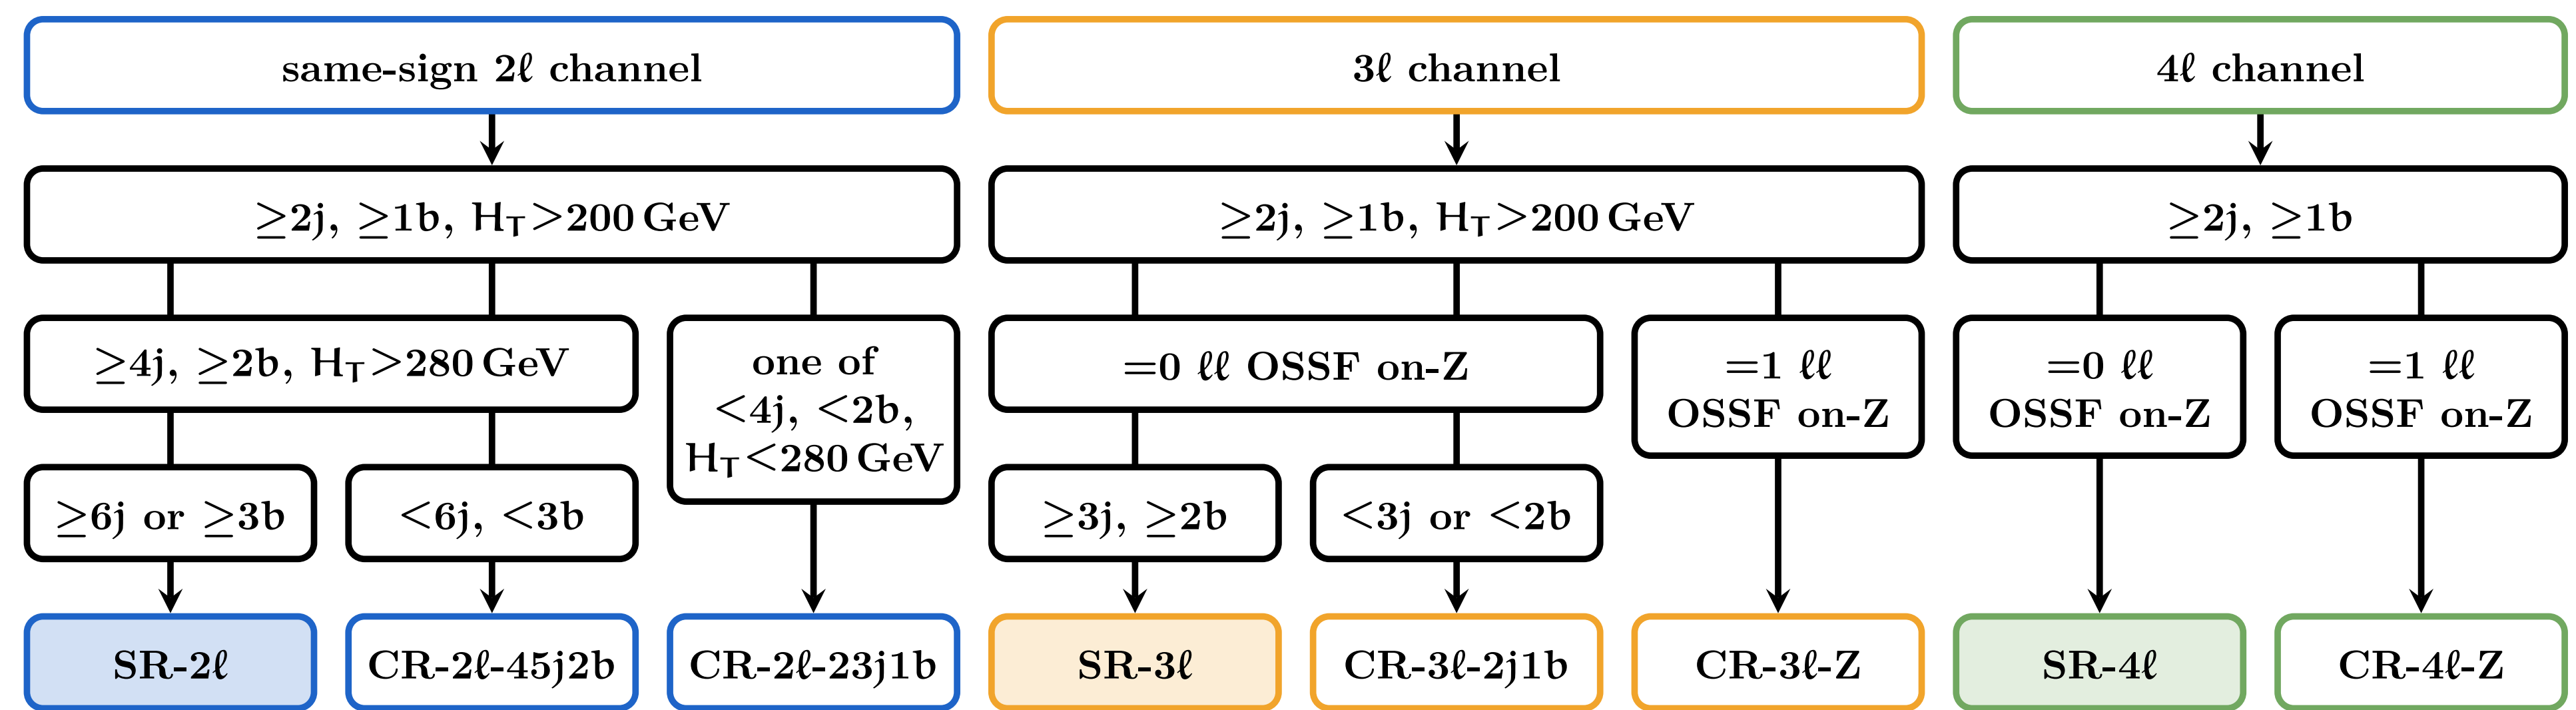 same-sign 2ℓ channel
≥2j, ≥1b, H_T>200 GeV
≥4j, ≥2b, H_T>280 GeV
one of
<4j, <2b,
H_T<280 GeV
≥6j or ≥3b
<6j, <3b
SR-2ℓ
CR-2ℓ-45j2b
CR-2ℓ-23j1b
3ℓ channel
≥2j, ≥1b, H_T>200 GeV
=0 ℓℓ OSSF on-Z
=1 ℓℓ
OSSF on-Z
≥3j, ≥2b
<3j or <2b
SR-3ℓ
CR-3ℓ-2j1b
CR-3ℓ-Z
4ℓ channel
≥2j, ≥1b
=0 ℓℓ
OSSF on-Z
=1 ℓℓ
OSSF on-Z
SR-4ℓ
CR-4ℓ-Z